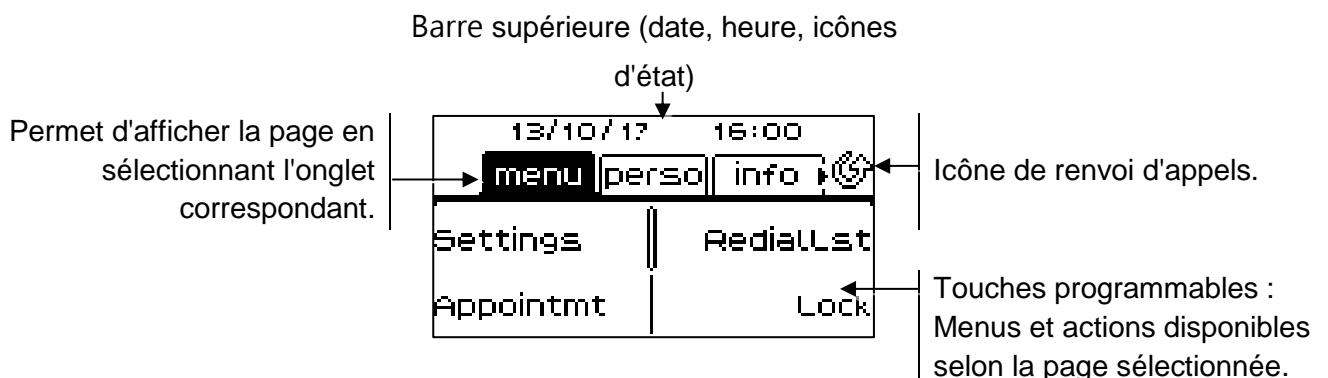 Barre supérieure (date, heure, icônes
d'état)
Permet d'afficher la page en
sélectionnant l'onglet
correspondant.
13/10/17 16:00
menu perso info
Icône de renvoi d'appels.
Settings RedialLst
Appointmt Lock
Touches programmables :
Menus et actions disponibles
selon la page sélectionnée.